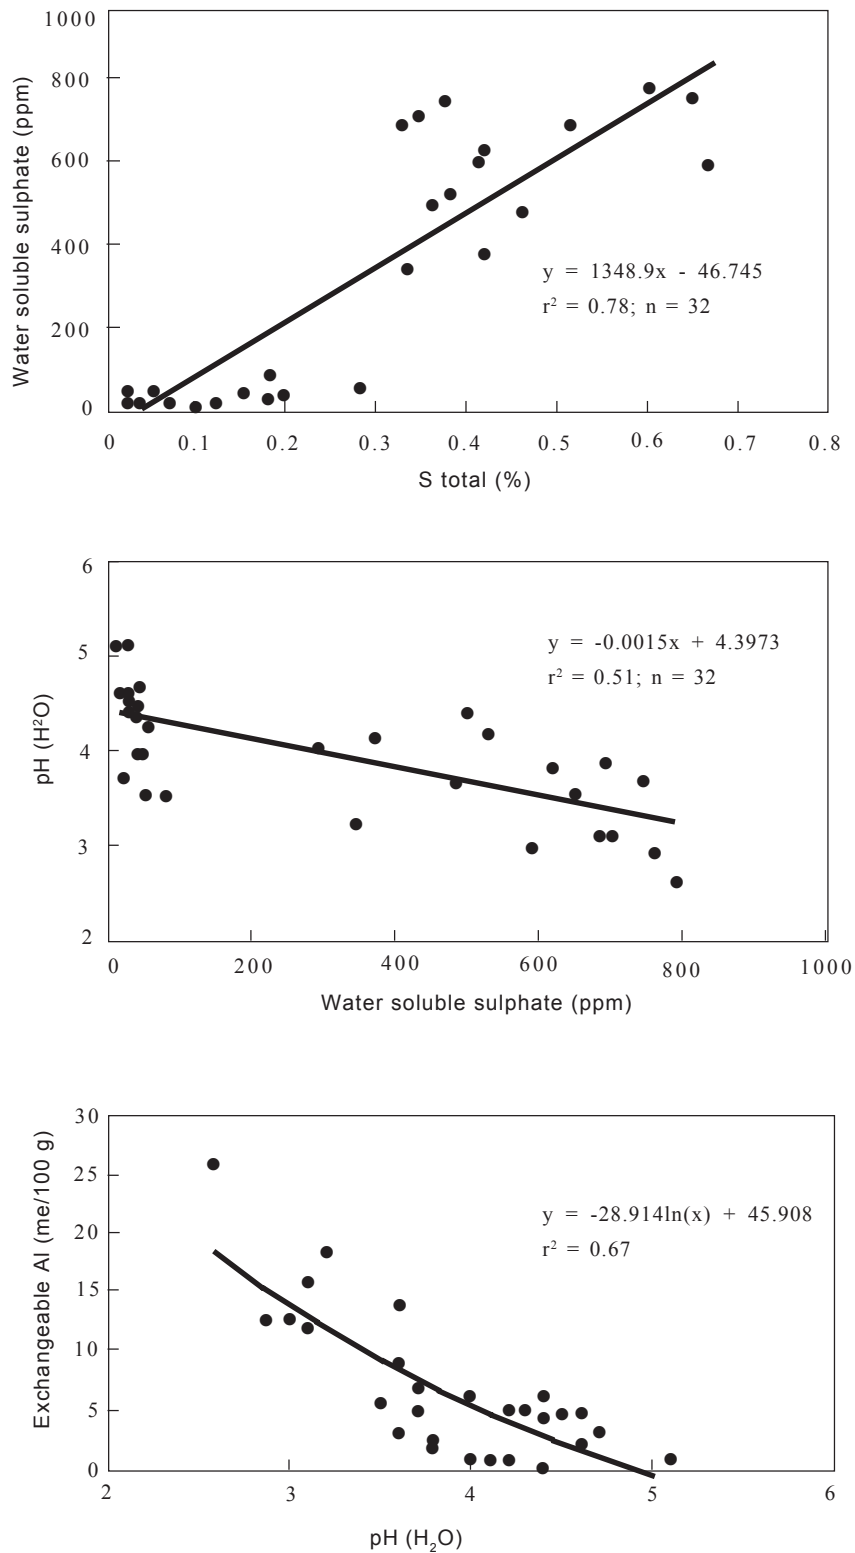 1000
800
600
400
200
0
Water soluble sulphate (ppm)
y = 1348.9x - 46.745
r² = 0.78; n = 32
0 0.1 0.2 0.3 0.4 0.5 0.6 0.7 0.8
S total (%)
6
5
4
3
2
pH (H²O)
y = -0.0015x + 4.3973
r² = 0.51; n = 32
0 200 400 600 800 1000
Water soluble sulphate (ppm)
30
25
20
15
10
5
0
Exchangeable Al (me/100 g)
y = -28.914ln(x) + 45.908
r² = 0.67
2 3 4 5 6
pH (H₂O)